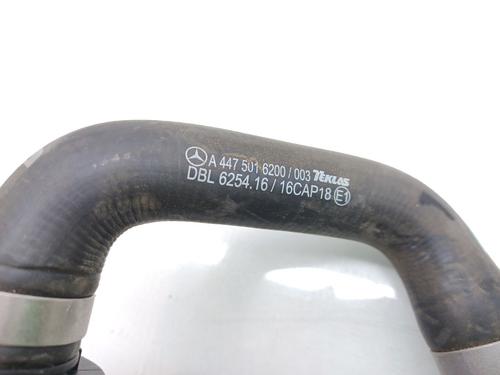 A 447 501 6200 / 003 TEKLAS
DBL 6254.16 / 16CAP18 E1